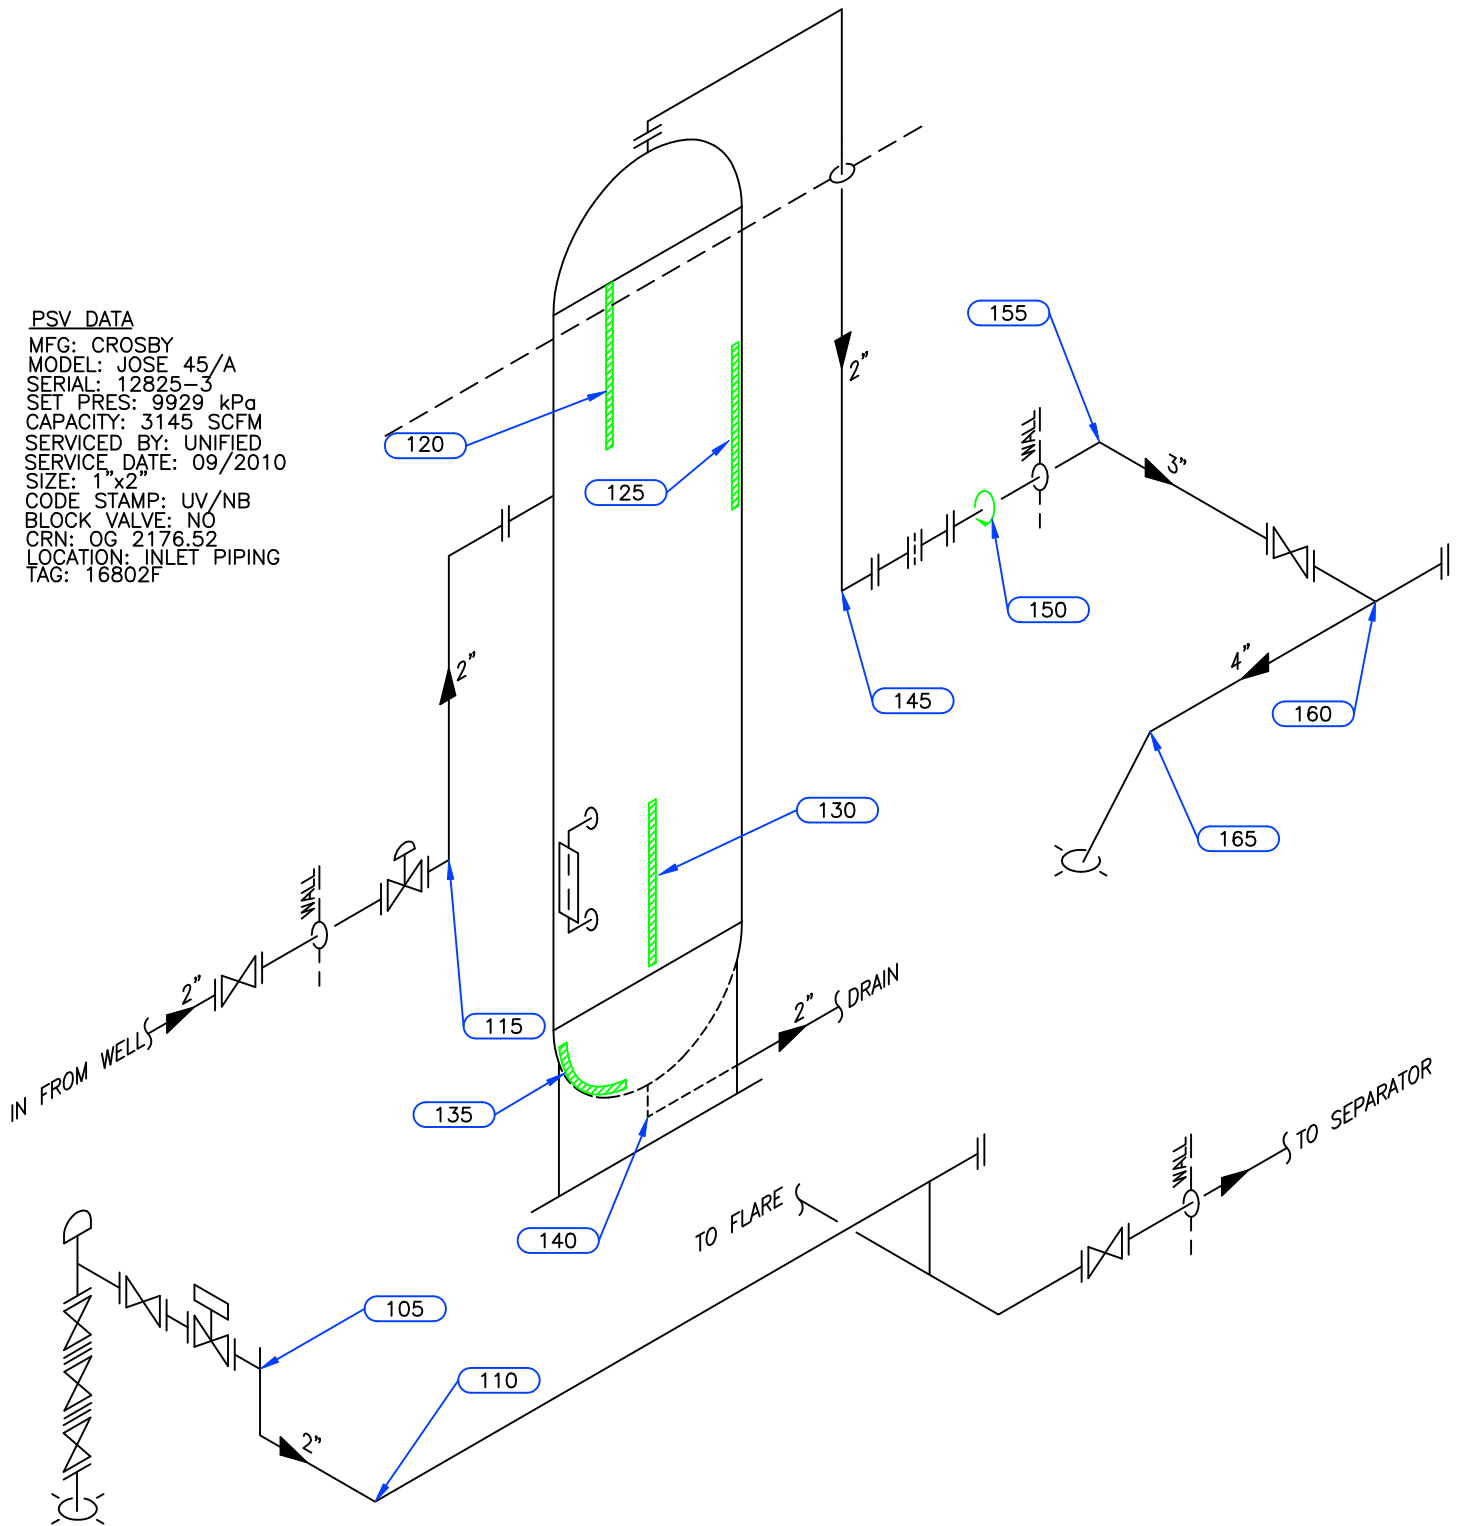 PSV DATA
MFG: CROSBY
MODEL: JOSE 45/A
SERIAL: 12825-3
SET PRES: 9929 kPa
CAPACITY: 3145 SCFM
SERVICED BY: UNIFIED
SERVICE DATE: 09/2010
SIZE: 1"x2"
CODE STAMP: UV/NB
BLOCK VALVE: NO
CRN: OG 2176.52
LOCATION: INLET PIPING
TAG: 16802F
155
2"
120
WALL
3"
125
150
2"
4"
145
160
130
165
WALL
2"
IN FROM WELL
115
2"
DRAIN
135
140
TO FLARE
WALL
TO SEPARATOR
105
110
2"